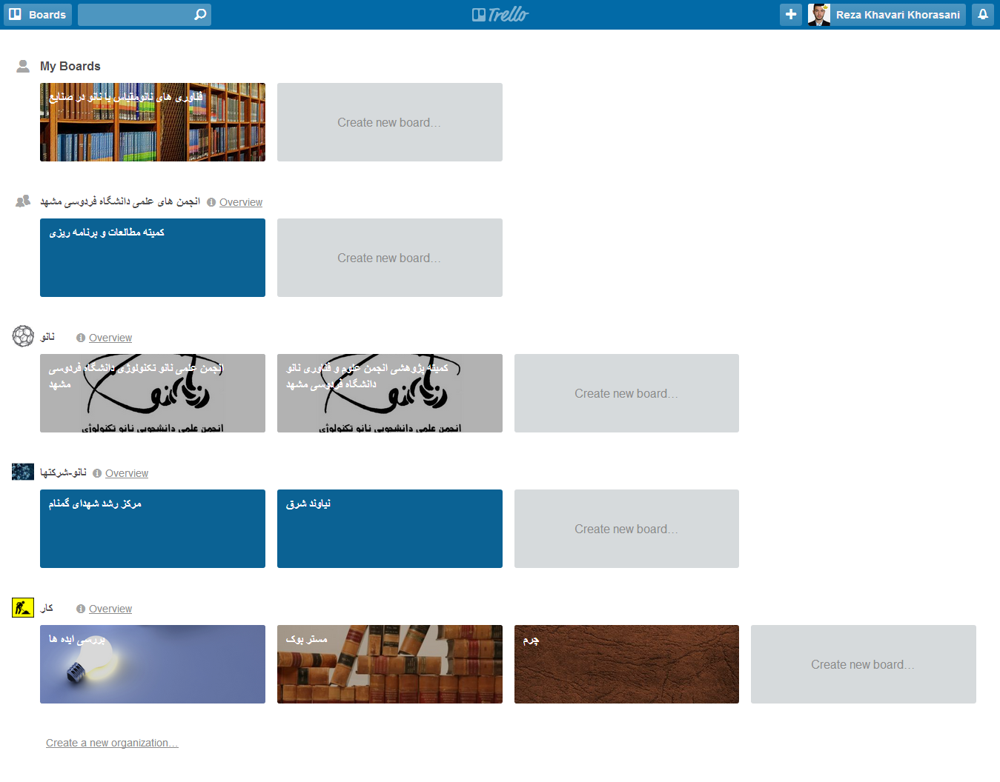 Boards
Trello
Reza Khavari Khorasani
My Boards
فناوری های نانومقیاس یا نانو در صنایع
Create new board…
انجمن های علمی دانشگاه فردوسی مشهد
Overview
کمیته مطالعات و برنامه ریزی
Create new board…
نانو
Overview
انجمن علمی نانو تکنولوژی دانشگاه فردوسی
مشهد
انجمن علمی دانشجویی نانو تکنولوژی
کمیته پژوهشی انجمن علوم و فناوری نانو
دانشگاه فردوسی مشهد
انجمن علمی دانشجویی نانو تکنولوژی
Create new board…
نانو-شرکتها
Overview
مرکز رشد شهدای گمنام
نیاوند شرق
Create new board…
کار
Overview
بررسی ایده ها
مستر بوک
چرم
Create new board…
Create a new organization…